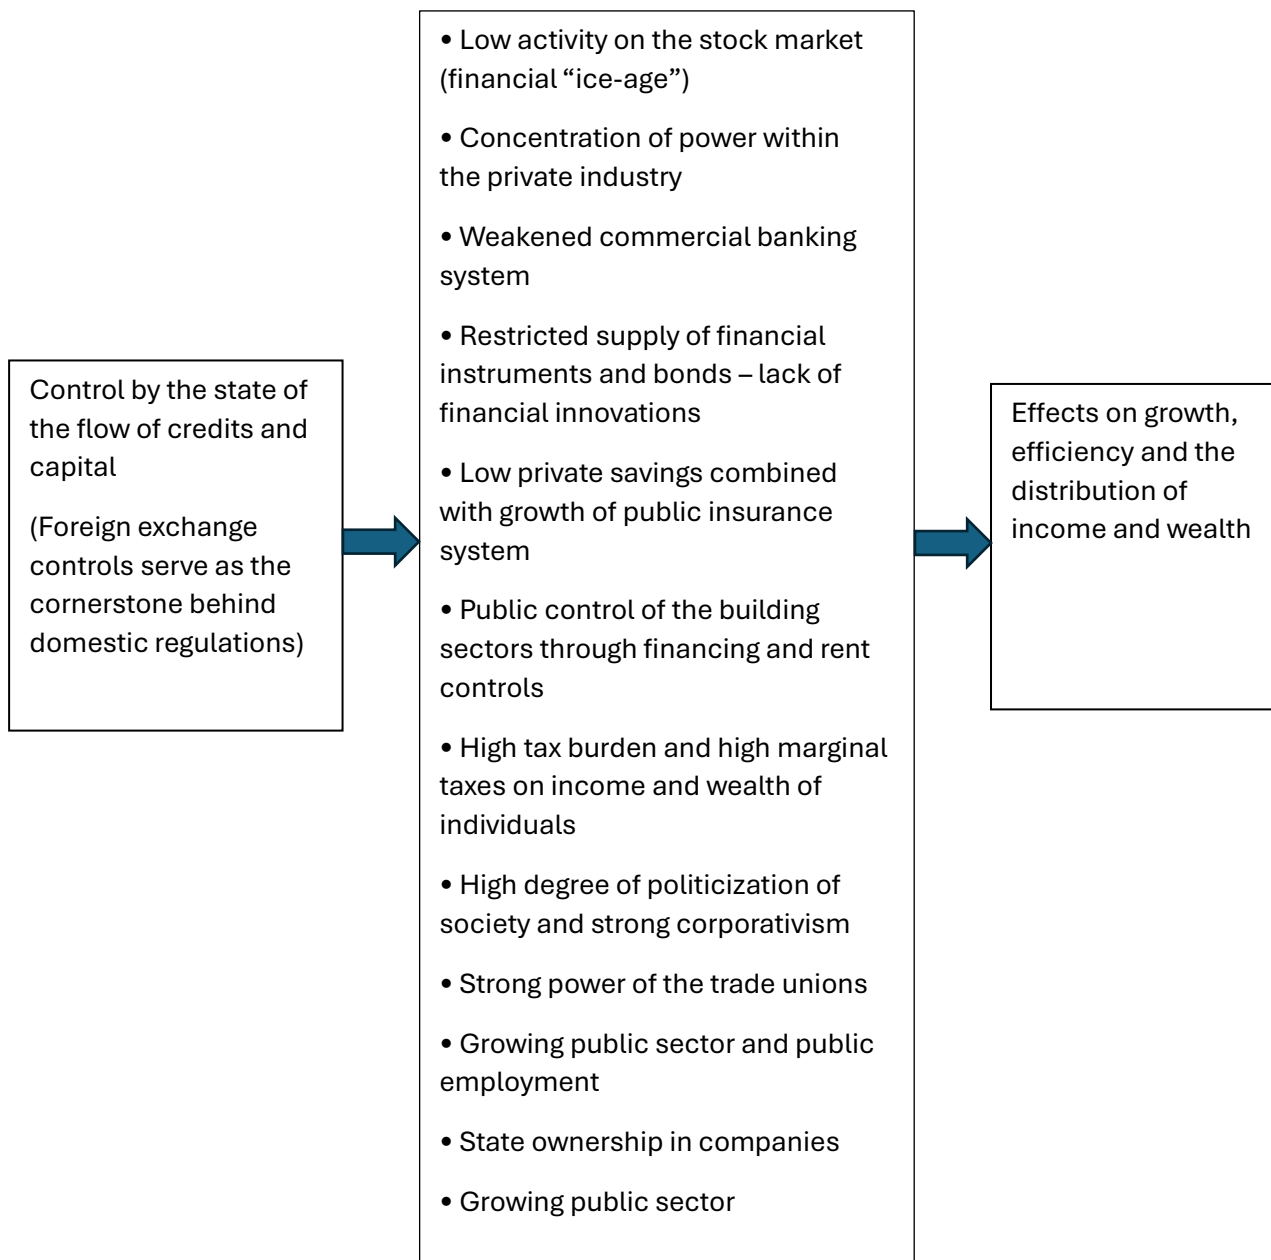 • Low activity on the stock market
(financial “ice-age”)
• Concentration of power within
the private industry
• Weakened commercial banking
system
• Restricted supply of financial
instruments and bonds – lack of
financial innovations
• Low private savings combined
with growth of public insurance
system
• Public control of the building
sectors through financing and rent
controls
• High tax burden and high marginal
taxes on income and wealth of
individuals
• High degree of politicization of
society and strong corporativism
• Strong power of the trade unions
• Growing public sector and public
employment
• State ownership in companies
• Growing public sector
Control by the state of
the flow of credits and
capital
(Foreign exchange
controls serve as the
cornerstone behind
domestic regulations)
Effects on growth,
efficiency and the
distribution of
income and wealth